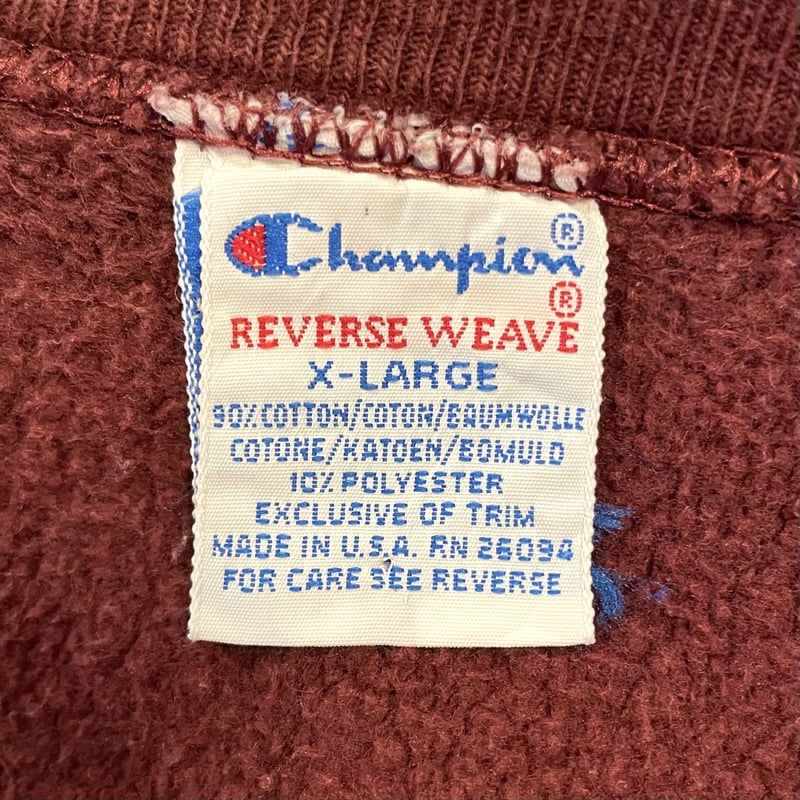 Champion®
REVERSE WEAVE®
X-LARGE
90% COTTON/COTON/BAUMWOLLE
COTONE/KATOEN/BOMULD
10% POLYESTER
EXCLUSIVE OF TRIM
MADE IN U.S.A. RN 26094
FOR CARE SEE REVERSE